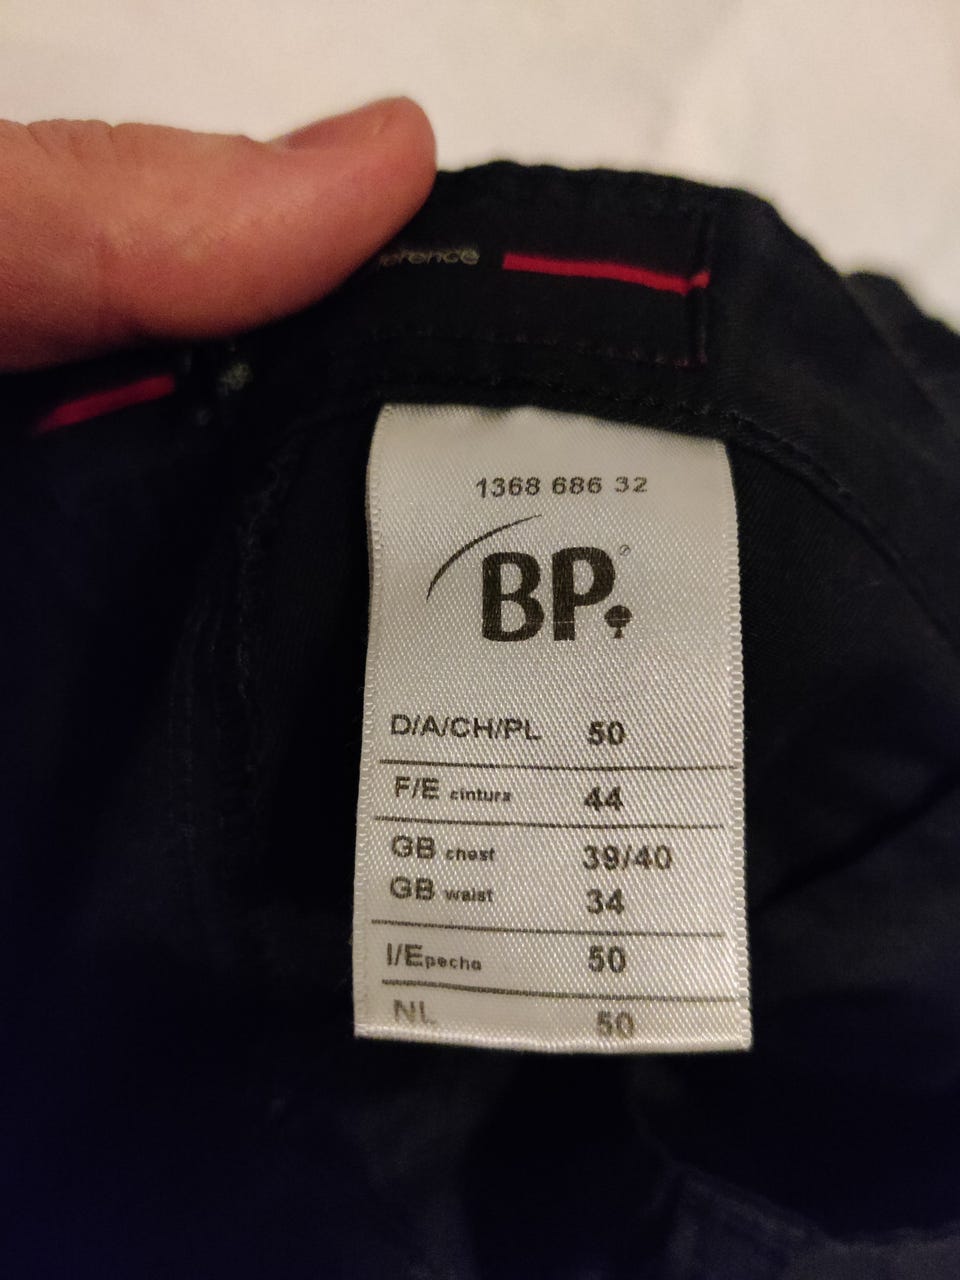 1368 686 32
BP®
D/A/CH/PL 50
F/E cintura 44
GB chest 39/40
GB waist 34
I/E pecho 50
NL 50